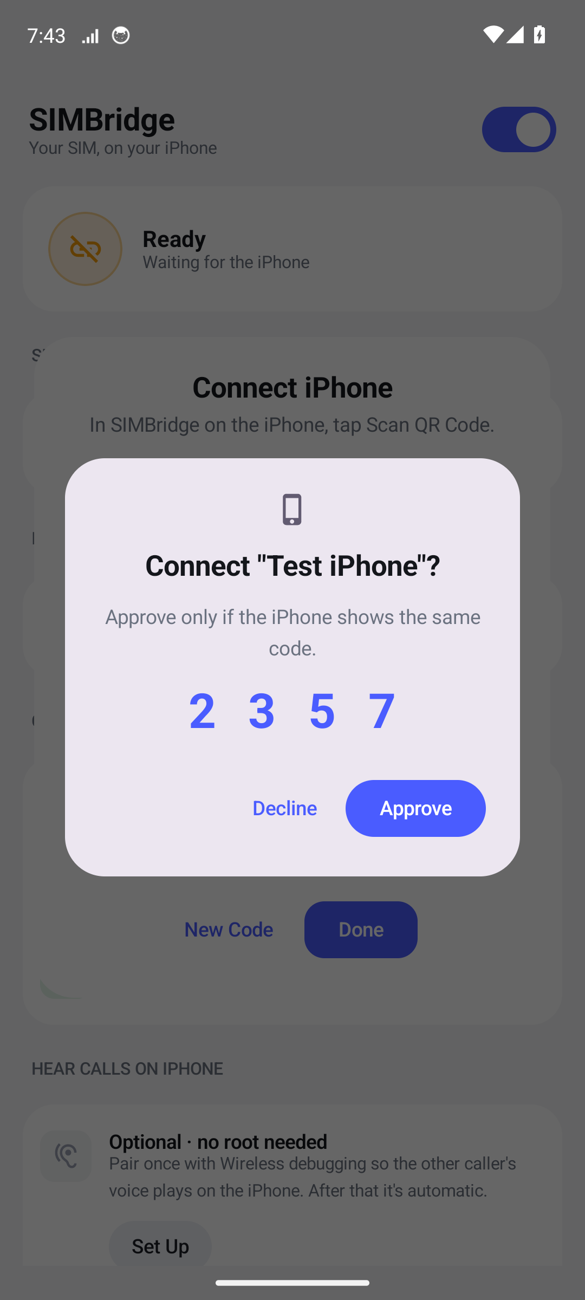 7:43
SIMBridge
Your SIM, on your iPhone
Ready
Waiting for the iPhone
Connect iPhone
In SIMBridge on the iPhone, tap Scan QR Code.
Connect "Test iPhone"?
Approve only if the iPhone shows the same
code.
2 3 5 7
Decline
Approve
New Code
Done
HEAR CALLS ON IPHONE
Optional · no root needed
Pair once with Wireless debugging so the other caller's
voice plays on the iPhone. After that it's automatic.
Set Up